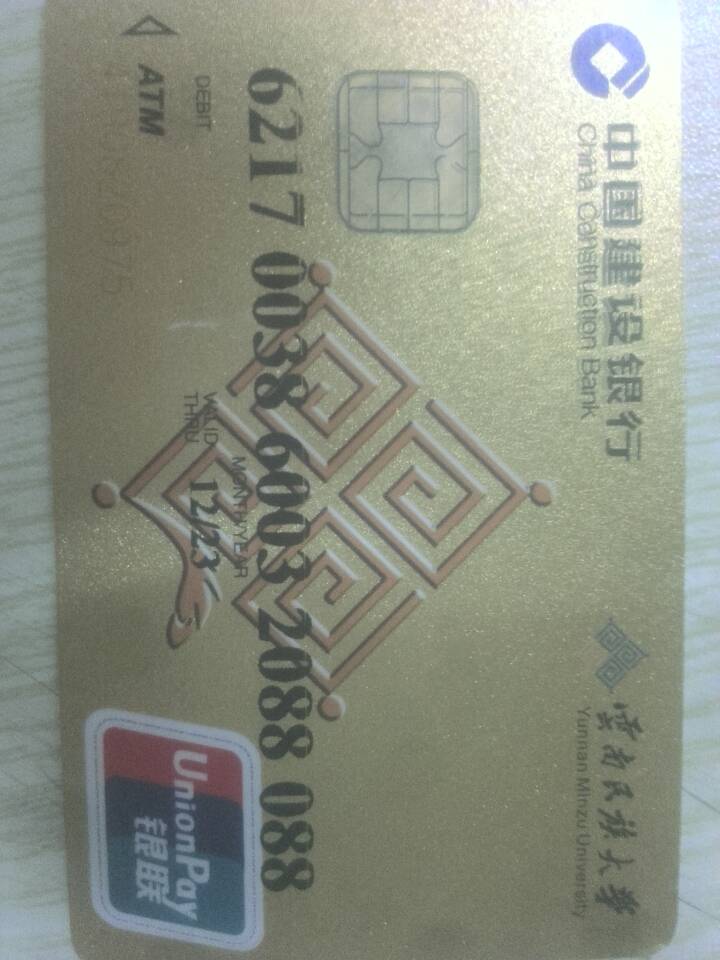 中国建设银行
China Construction Bank
雲南民族大学
Yunnan Minzu University
6217 0038 6003 2088 088
DEBIT
ATM
MONTH/YEAR
VALID
THRU
12/23
UnionPay
银联